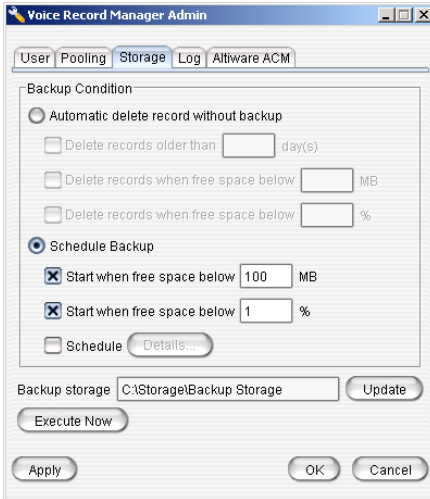 Voice Record Manager Admin
User Pooling Storage Log Altiware ACM
Backup Condition
Automatic delete record without backup
Delete records older than day(s)
Delete records when free space below MB
Delete records when free space below %
Schedule Backup
Start when free space below 100 MB
Start when free space below 1 %
Schedule Details...
Backup storage C:\Storage\Backup Storage Update
Execute Now
Apply OK Cancel